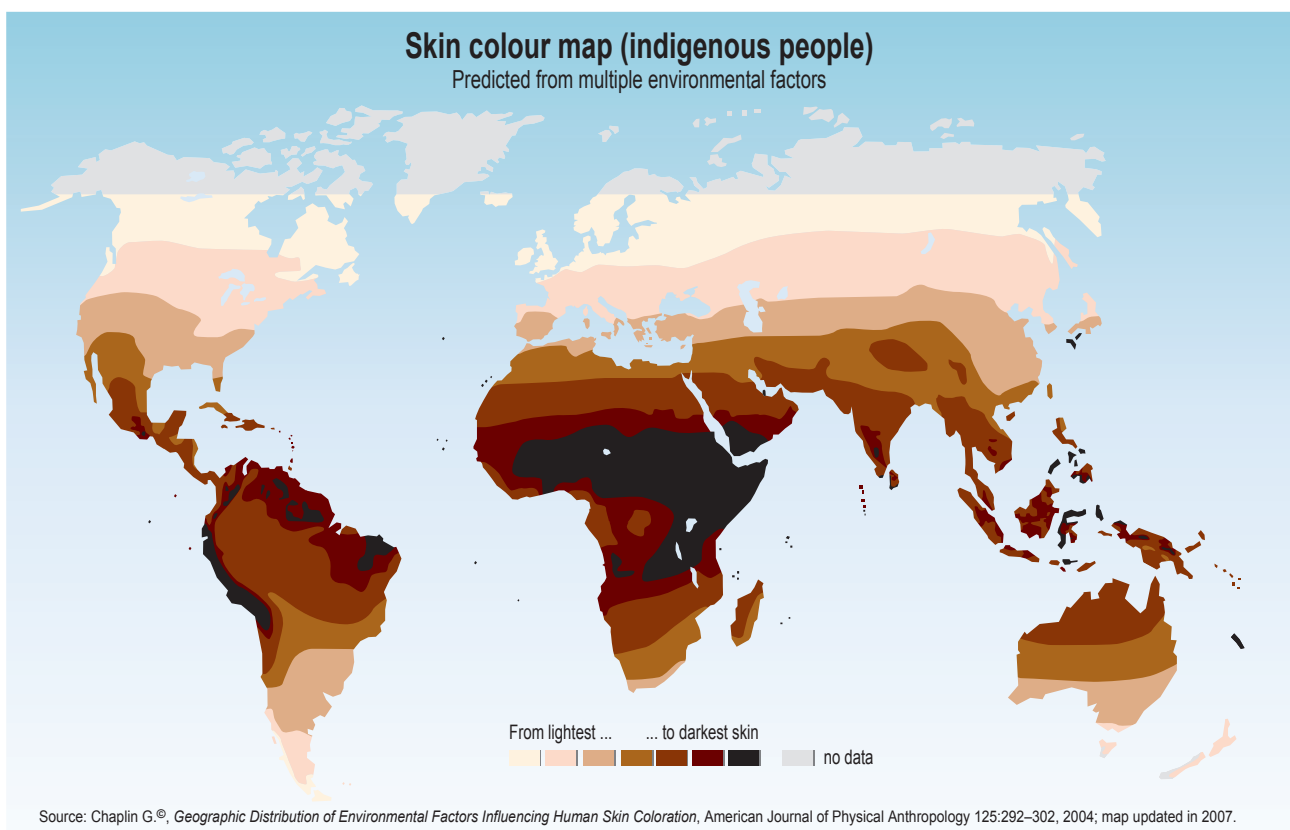 Skin colour map (indigenous people)
Predicted from multiple environmental factors
From lightest ... ... to darkest skin
no data
Source: Chaplin G.©, Geographic Distribution of Environmental Factors Influencing Human Skin Coloration, American Journal of Physical Anthropology 125:292–302, 2004; map updated in 2007.